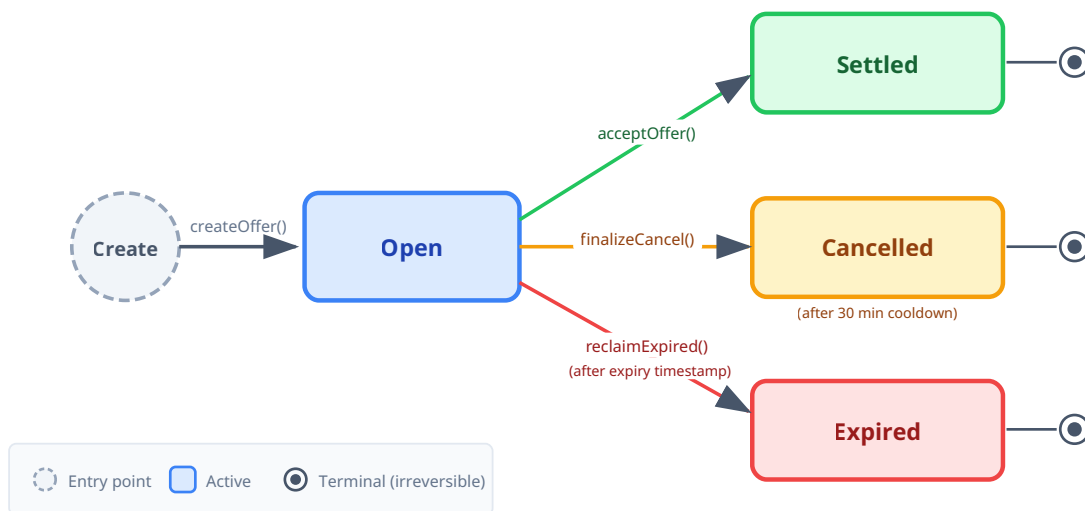 Settled
acceptOffer()
createOffer()
Create
Open
finalizeCancel()
Cancelled
(after 30 min cooldown)
reclaimExpired()
(after expiry timestamp)
Expired
Entry point
Active
Terminal (irreversible)